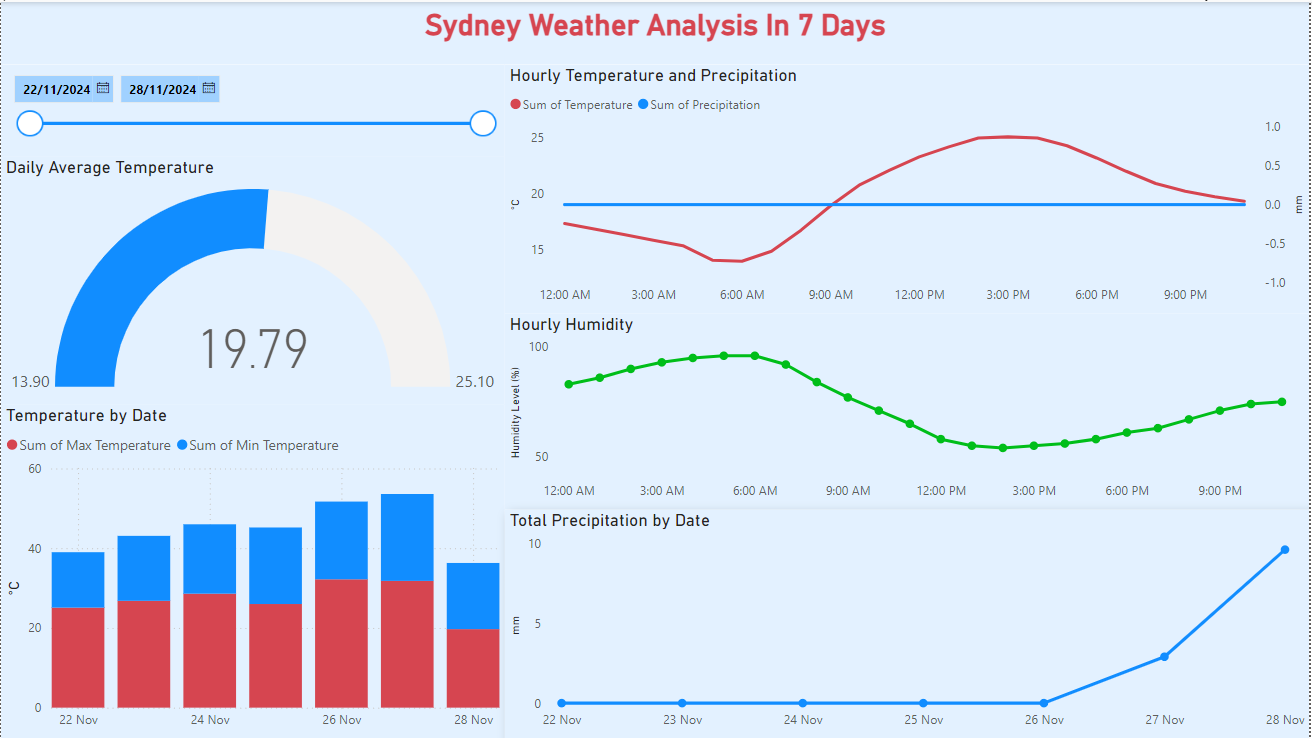 Sydney Weather Analysis In 7 Days
22/11/2024 28/11/2024
Daily Average Temperature
19.79
13.90 25.10
Temperature by Date
Sum of Max Temperature Sum of Min Temperature
60
40
20
0
°C
22 Nov 24 Nov 26 Nov 28 Nov
Hourly Temperature and Precipitation
Sum of Temperature Sum of Precipitation
25
20
15
°C
1.0
0.5
0.0
-0.5
-1.0
mm
12:00 AM 3:00 AM 6:00 AM 9:00 AM 12:00 PM 3:00 PM 6:00 PM 9:00 PM
Hourly Humidity
100
50
Humidity Level (%)
12:00 AM 3:00 AM 6:00 AM 9:00 AM 12:00 PM 3:00 PM 6:00 PM 9:00 PM
Total Precipitation by Date
10
5
0
mm
22 Nov 23 Nov 24 Nov 25 Nov 26 Nov 27 Nov 28 Nov